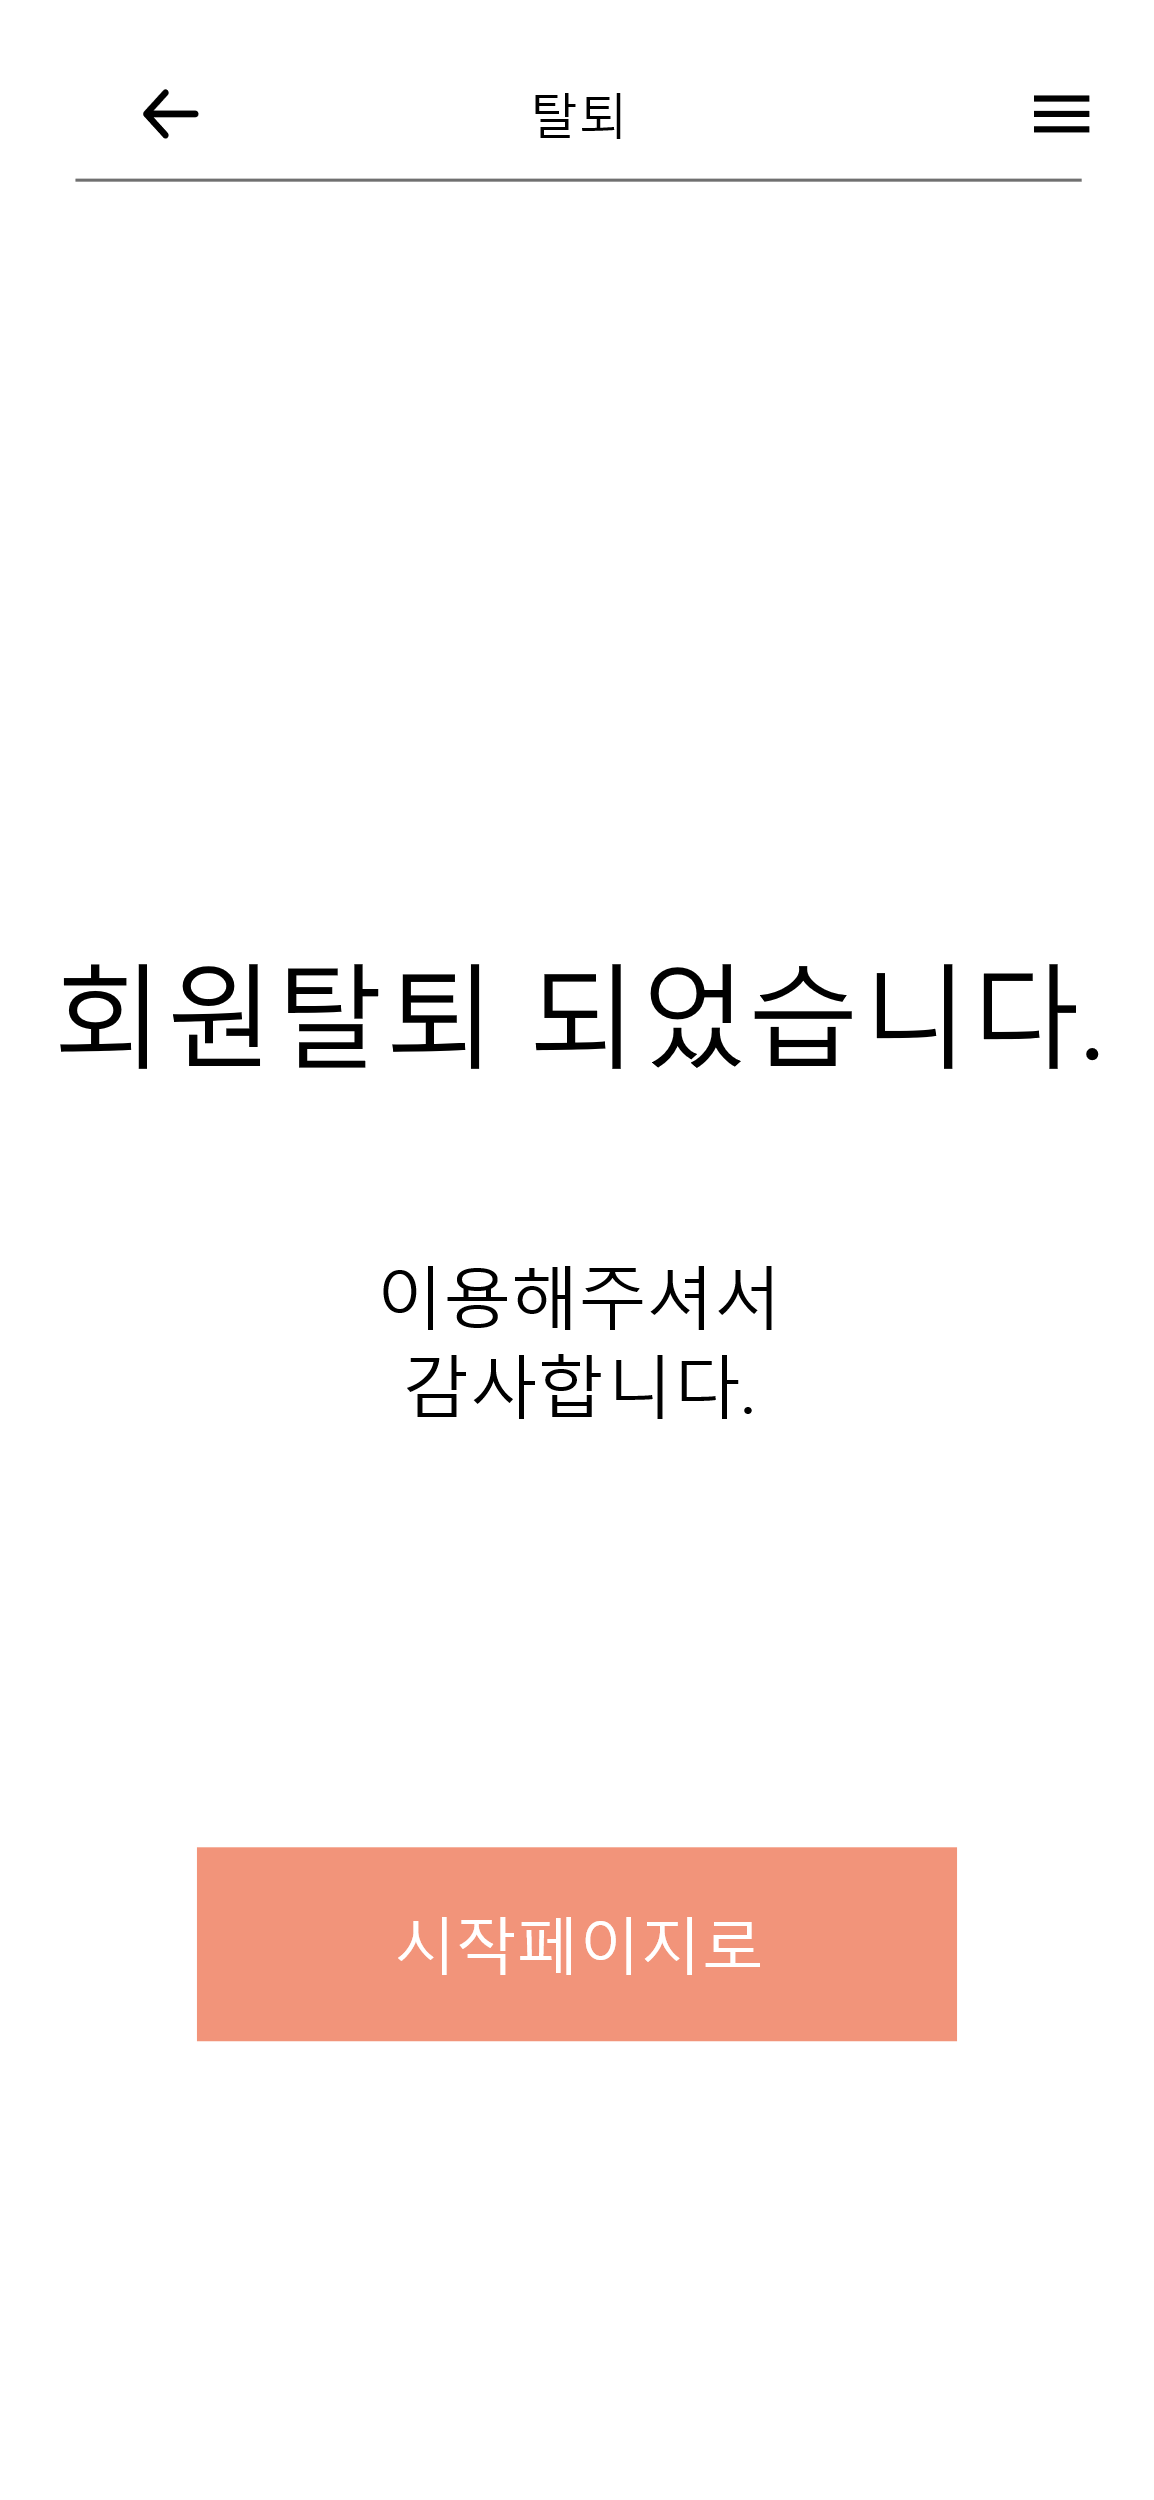 탈퇴
회원탈퇴 되었습니다.
이용해주셔서
감사합니다.
시작페이지로